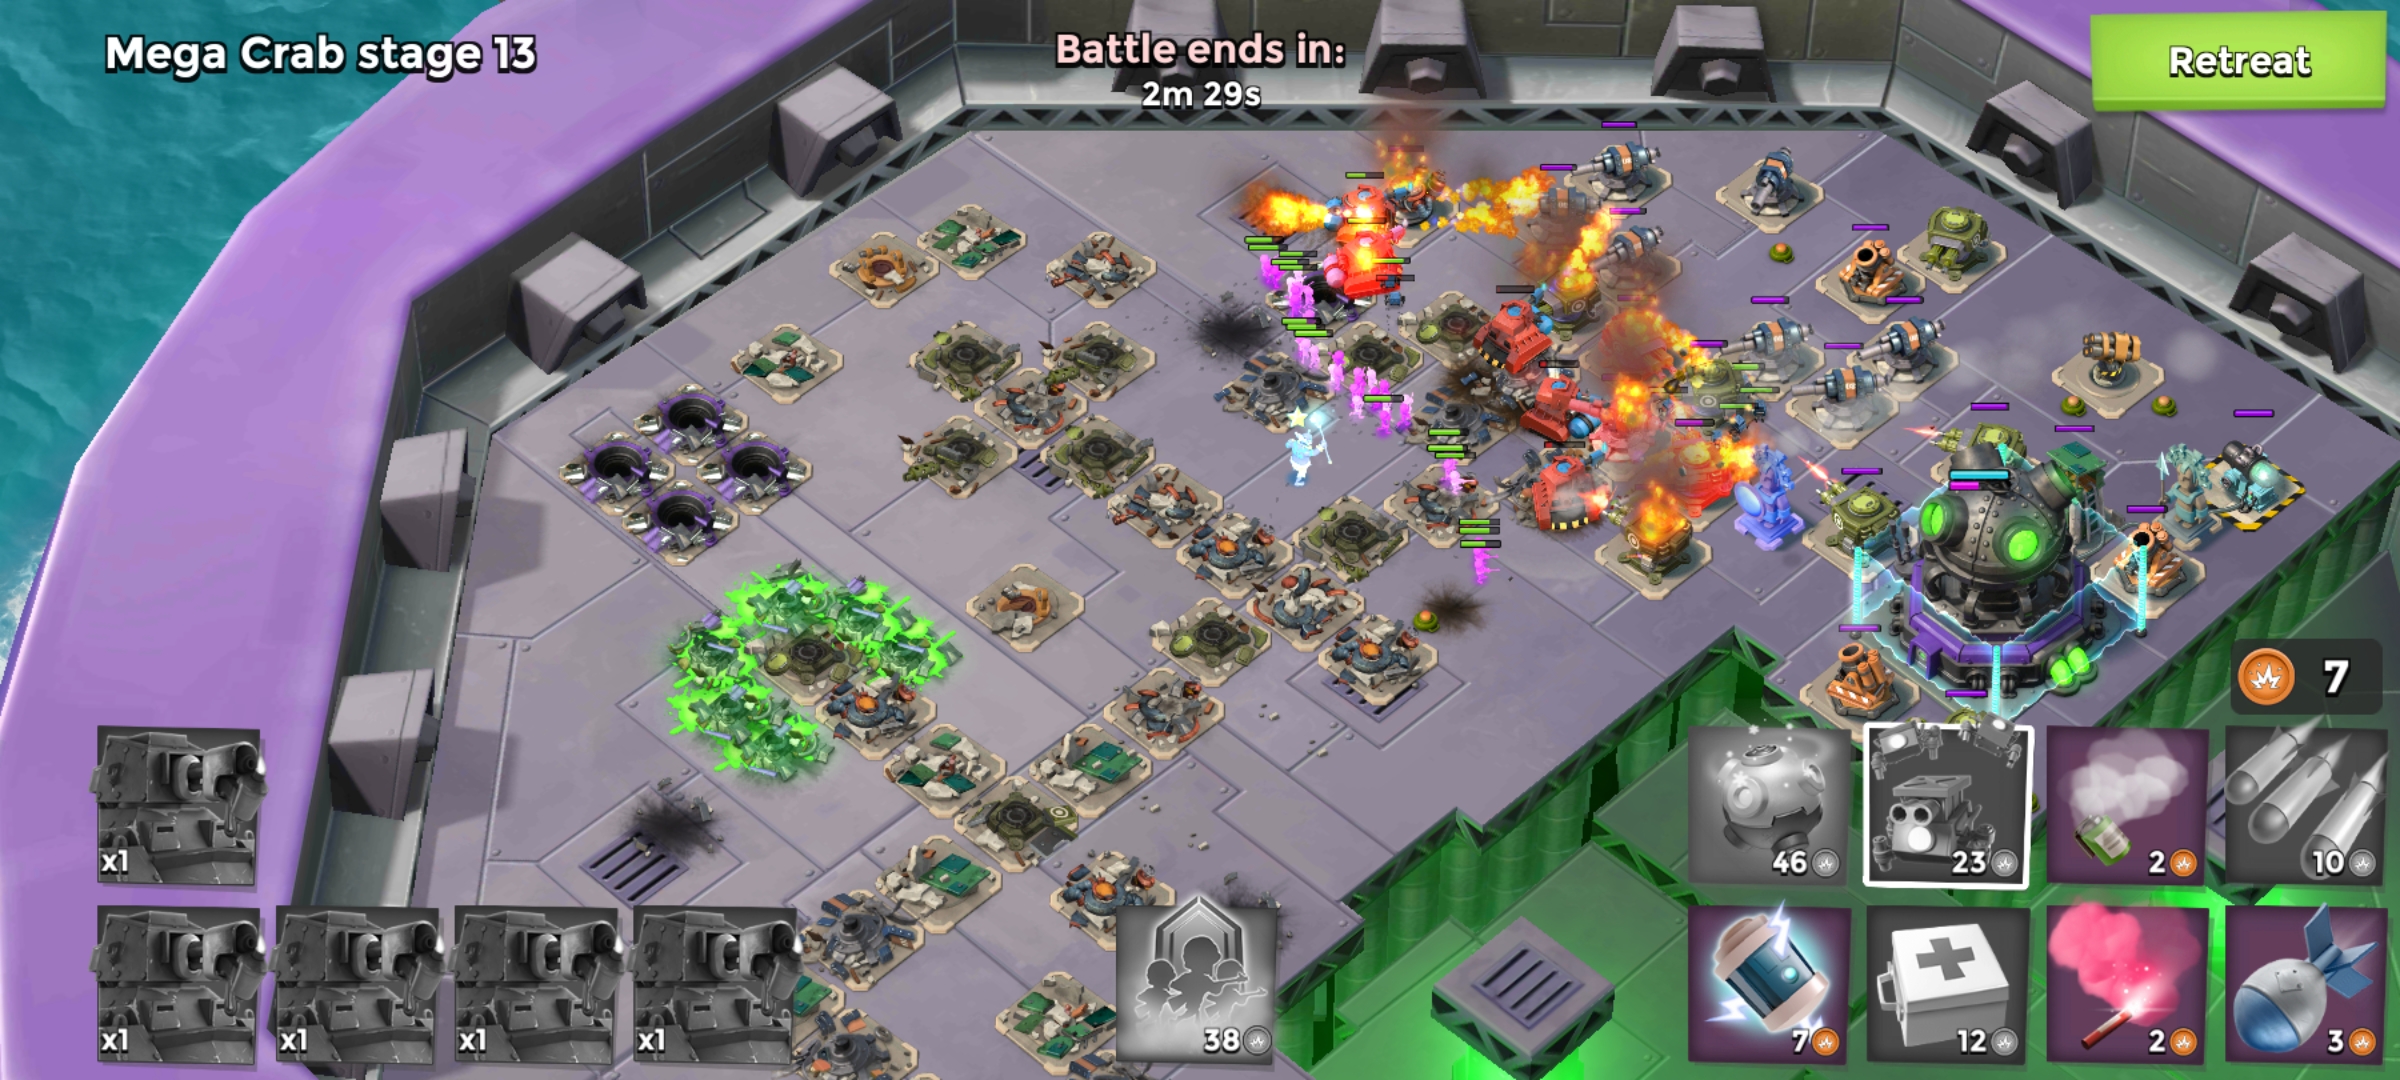 Mega Crab stage 13
Battle ends in:
2m 29s
Retreat
7
x1
46
23
2
10
x1
x1
x1
x1
38
7
12
2
3